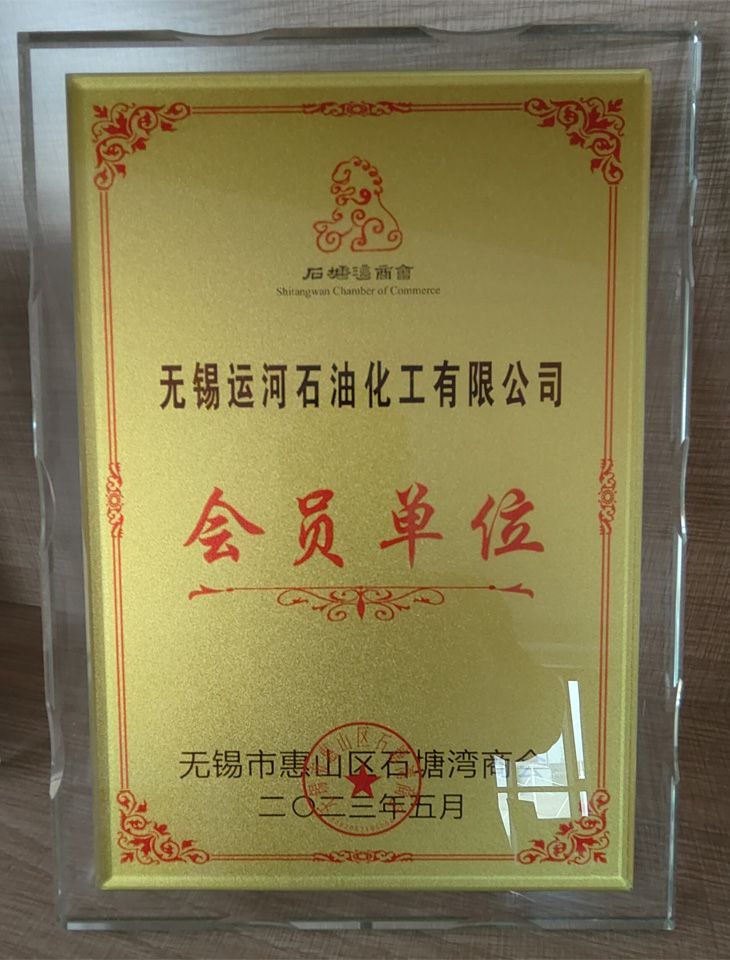 石塘湾商會
Shitangwan Chamber of Commerce
无锡运河石油化工有限公司
会员单位
无锡市惠山区石塘湾商会
二〇二三年五月